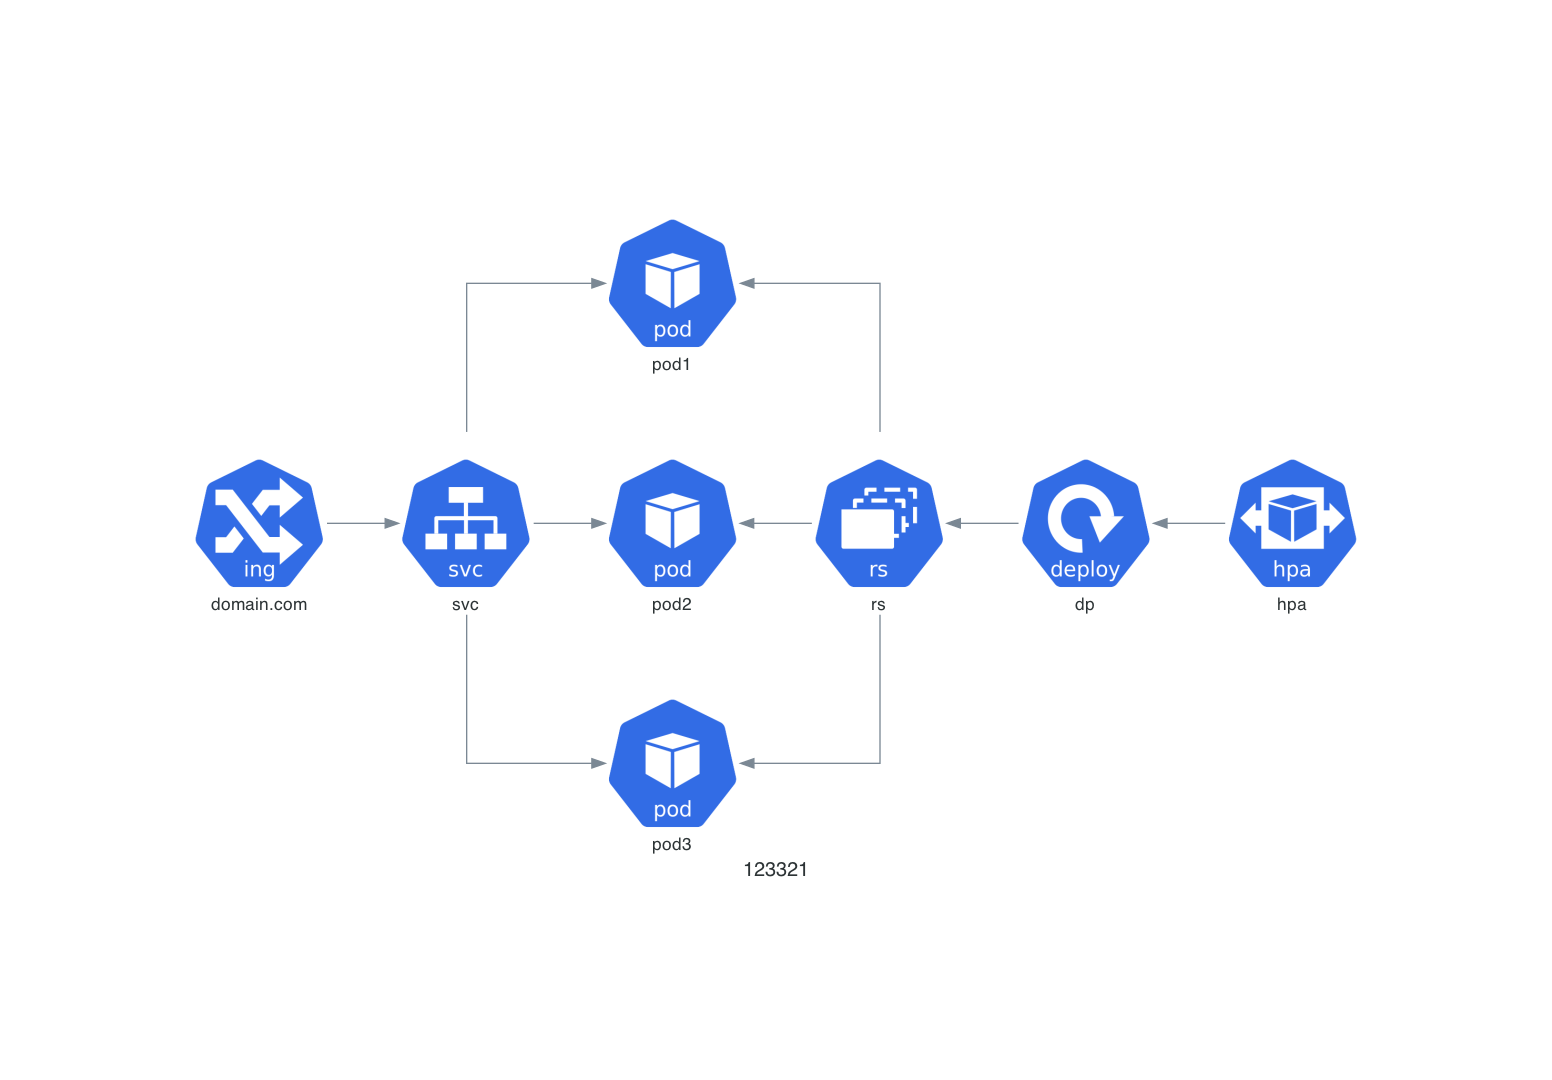 pod
pod1
ing
domain.com
svc
svc
pod
pod2
rs
rs
deploy
dp
hpa
hpa
pod
pod3
123321